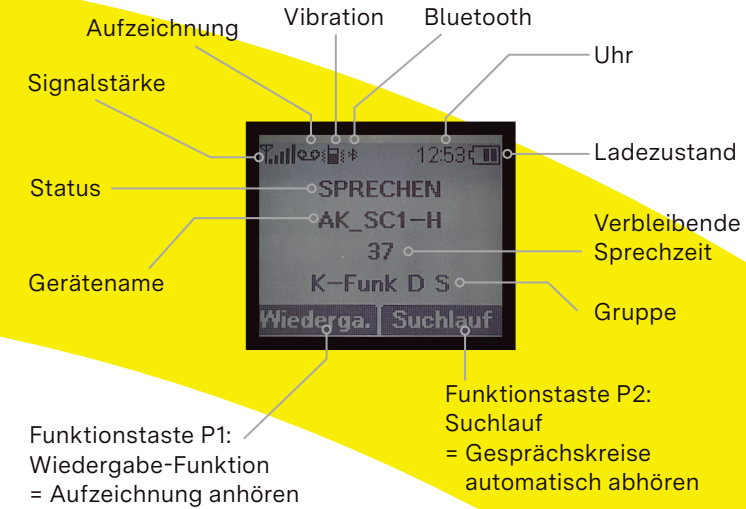 Vibration Bluetooth
Aufzeichnung
Uhr
Signalstärke
12:53
Ladezustand
Status
SPRECHEN
AK_SC1-H
37
Verbleibende
Sprechzeit
Gerätename
K-Funk D S
Gruppe
Wiederga. Suchlauf
Funktionstaste P2:
Suchlauf
= Gesprächskreise
automatisch abhören
Funktionstaste P1:
Wiedergabe-Funktion
= Aufzeichnung anhören